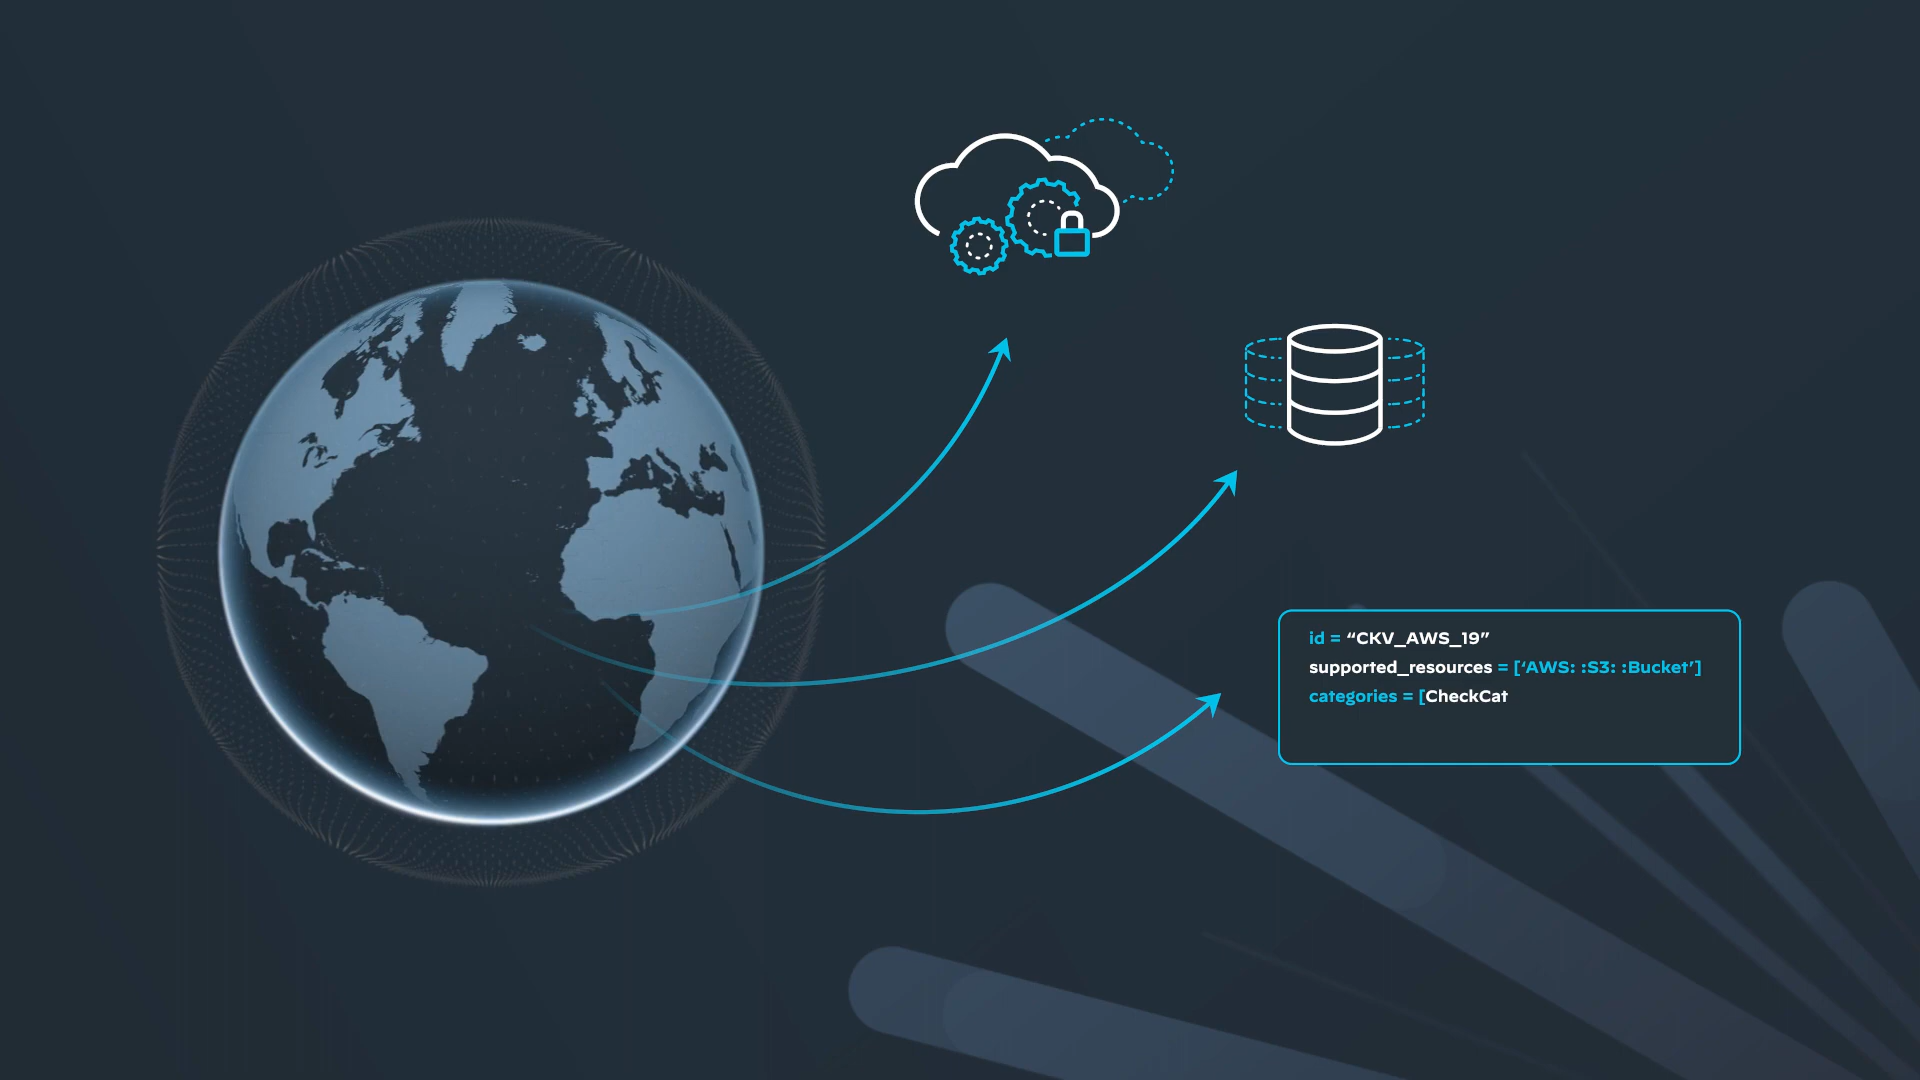 id = “CKV_AWS_19”
supported_resources = [‘AWS: :S3: :Bucket’]
categories = [CheckCat